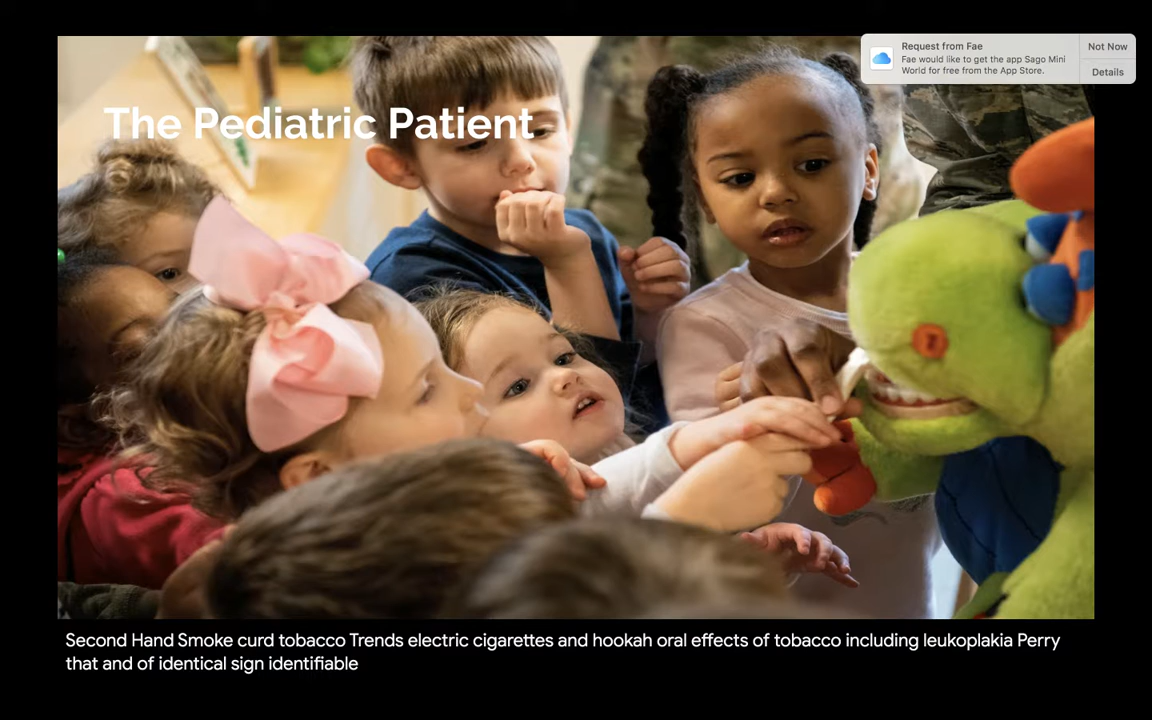 The Pediatric Patient
Request from Fae
Fae would like to get the app Sago Mini
World for free from the App Store.
Not Now
Details
Second Hand Smoke curd tobacco Trends electric cigarettes and hookah oral effects of tobacco including leukoplakia Perry
that and of identical sign identifiable